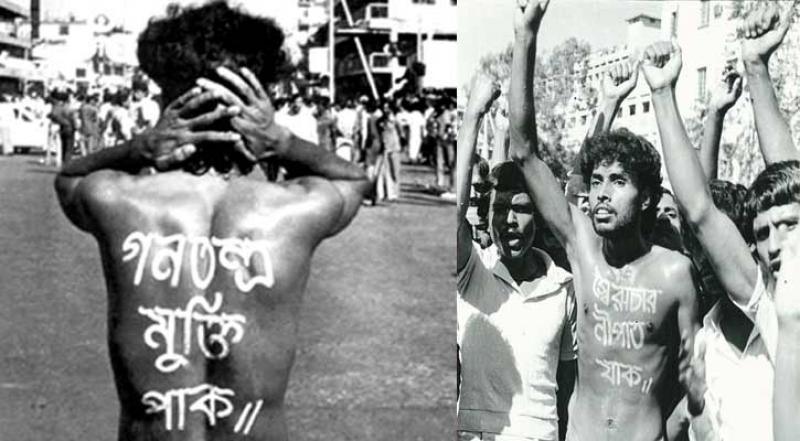 গনতন্ত্র
মুক্তি
পাক//
স্বৈরাচার
নীপাত
যাক//